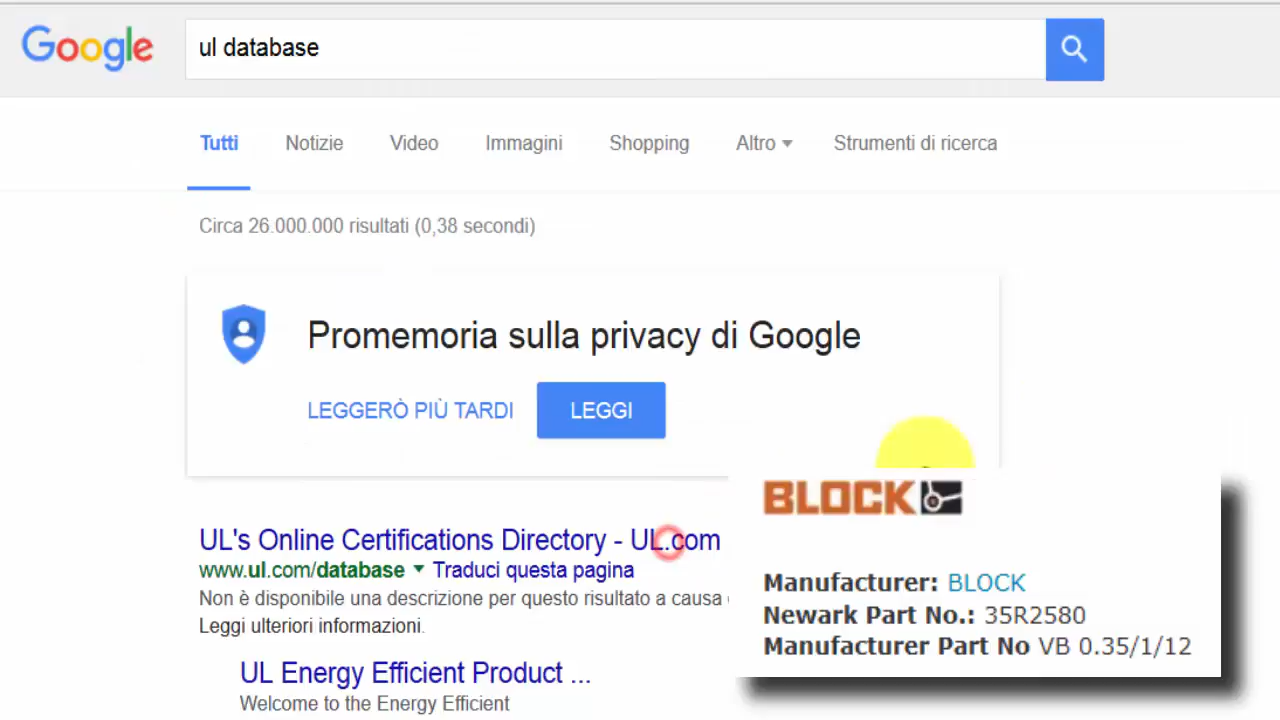 Google
ul database
Tutti Notizie Video Immagini Shopping Altro Strumenti di ricerca
Circa 26.000.000 risultati (0,38 secondi)
Promemoria sulla privacy di Google
LEGGERÒ PIÙ TARDI LEGGI
UL's Online Certifications Directory - UL.com
www.ul.com/database Traduci questa pagina
Non è disponibile una descrizione per questo risultato a causa
Leggi ulteriori informazioni.
UL Energy Efficient Product ...
Welcome to the Energy Efficient
BLOCK
Manufacturer: BLOCK
Newark Part No.: 35R2580
Manufacturer Part No VB 0.35/1/12